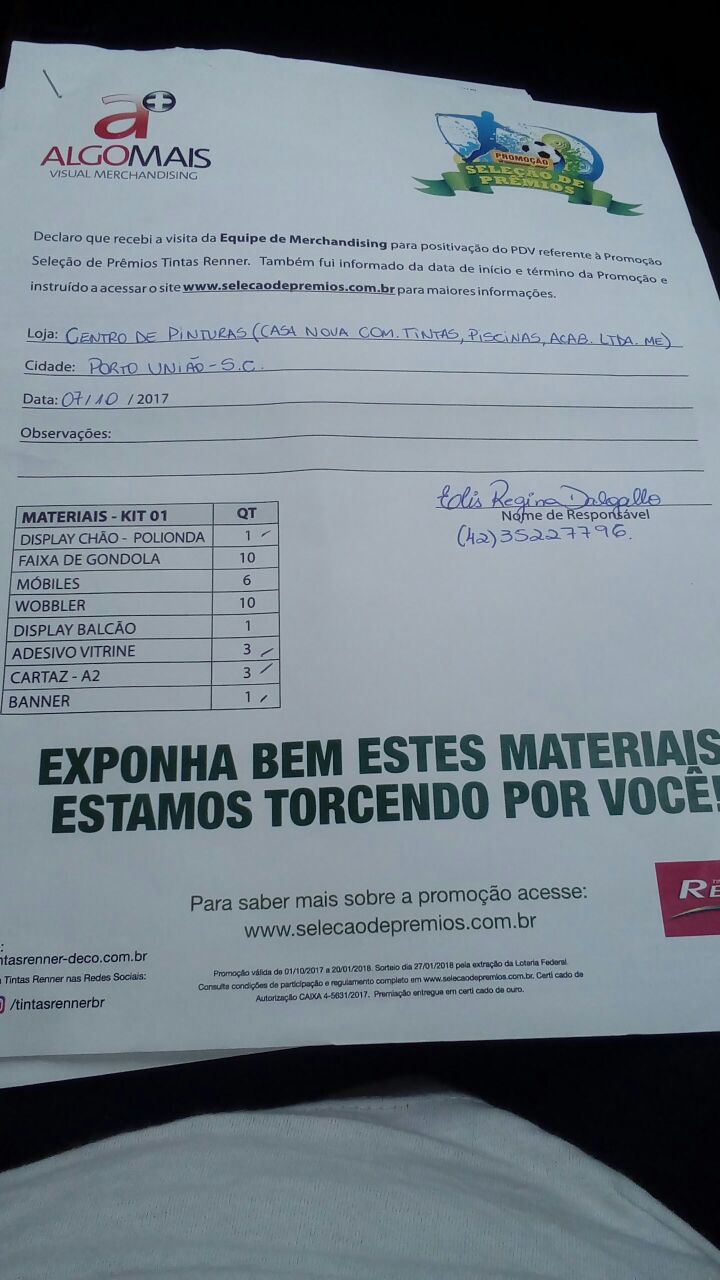 a+
ALGOMAIS
VISUAL MERCHANDISING
PROMOÇÃO
SELEÇÃO DE
PRÊMIOS
Declaro que recebi a visita da Equipe de Merchandising para positivação do PDV referente à Promoção
Seleção de Prêmios Tintas Renner. Também fui informado da data de início e término da Promoção e
instruído a acessar o site www.selecaodepremios.com.br para maiores informações.
Loja: CENTRO DE PINTURAS (CASA NOVA COM. TINTAS, PISCINAS, ACAB. LTDA. ME)
Cidade: PORTO UNIÃO - S.C.
Data: 07/10 / 2017
Observações:
Edis Regina Dalgallo
Nome de Responsável
(42) 35227796.
MATERIAIS - KIT 01 QT
DISPLAY CHÃO - POLIONDA 1
FAIXA DE GONDOLA 10
MÓBILES 6
WOBBLER 10
DISPLAY BALCÃO 1
ADESIVO VITRINE 3
CARTAZ - A2 3
BANNER 1
EXPONHA BEM ESTES MATERIAIS
ESTAMOS TORCENDO POR VOCÊ!
Para saber mais sobre a promoção acesse:
www.selecaodepremios.com.br
RE
:
ntasrenner-deco.com.br
a Tintas Renner nas Redes Sociais:
/tintasrennerbr
Promoção válida de 01/10/2017 a 20/01/2018. Sorteio dia 27/01/2018 pela extração da Loteria Federal.
Consulte condições de participação e regulamento completo em www.selecaodepremios.com.br. Certi cado de
Autorização CAIXA 4-5631/2017. Premiação entregue em certi cado de ouro.